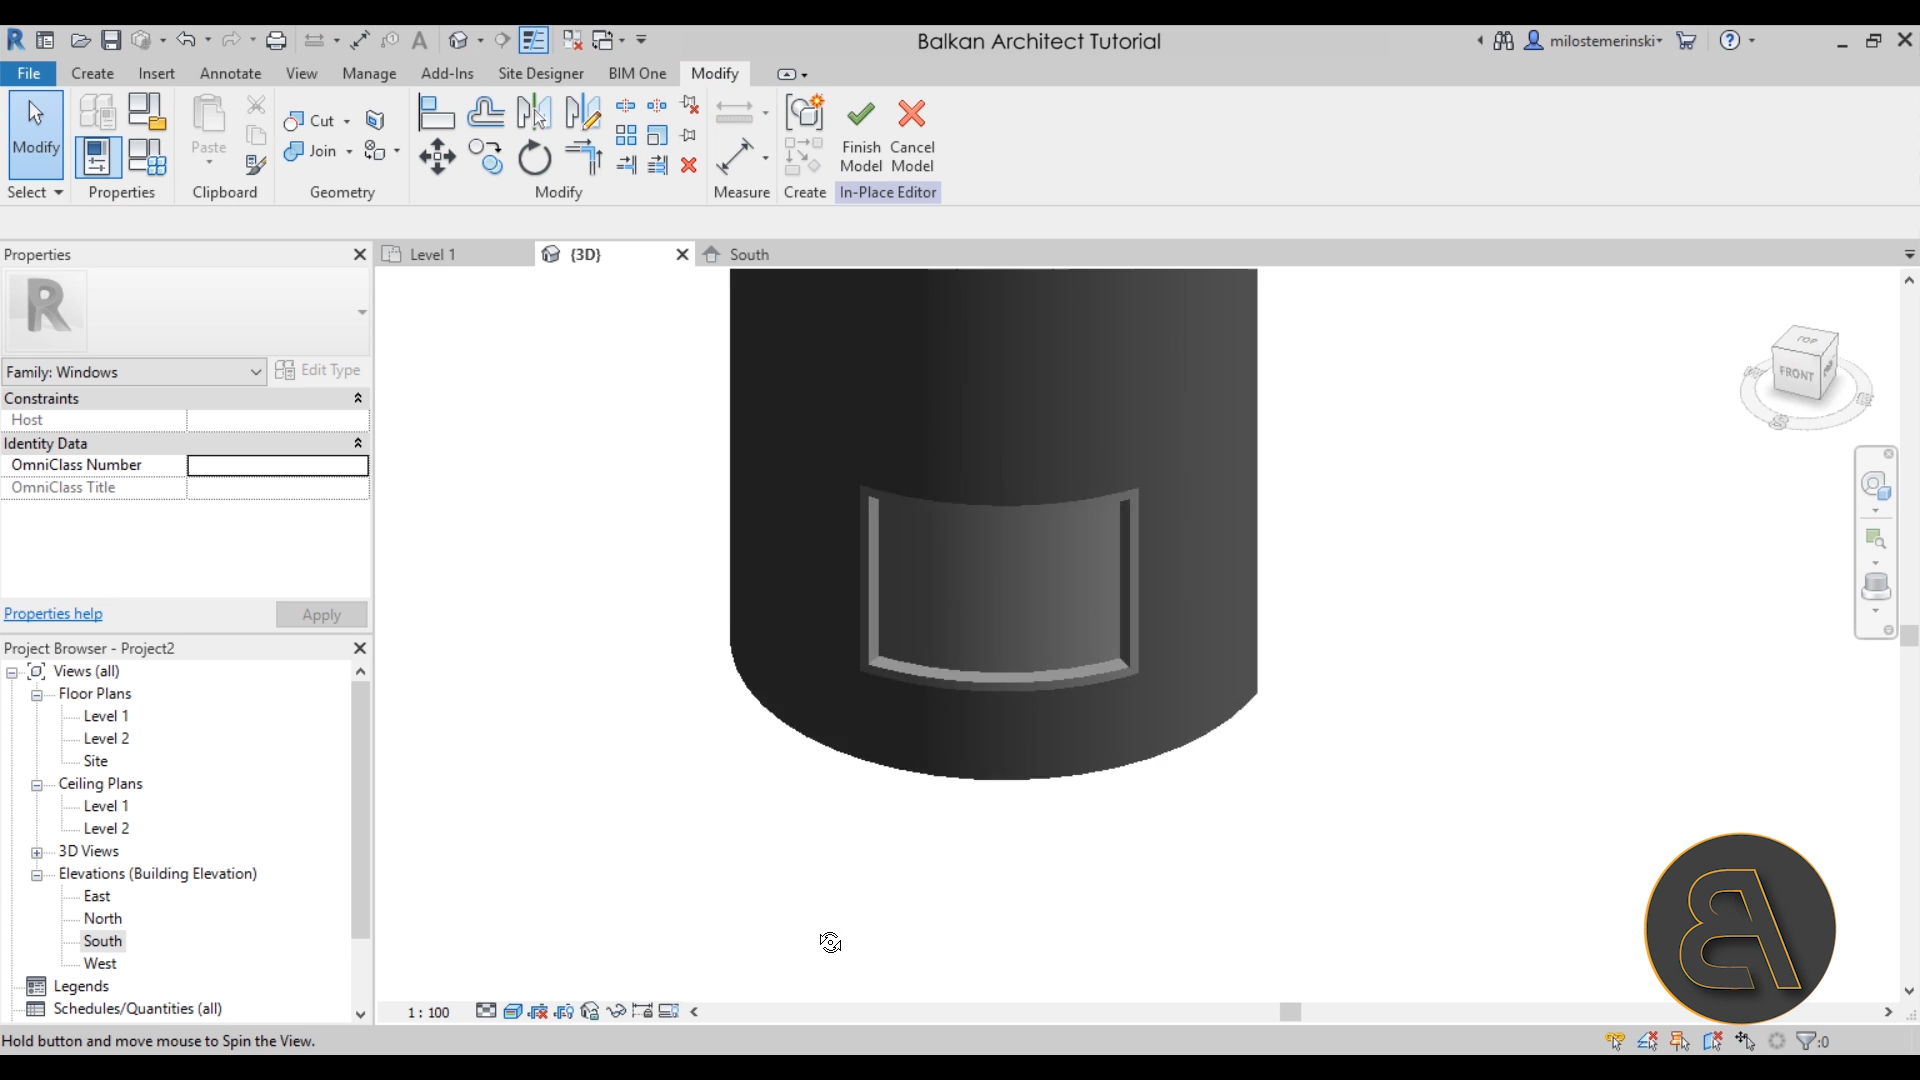 Balkan Architect Tutorial
milostemerinski
File Create Insert Annotate View Manage Add-Ins Site Designer BIM One Modify
Modify
Paste
Cut
Join
Finish Model
Cancel Model
Select Properties Clipboard Geometry Modify Measure Create In-Place Editor
Properties
Level 1 {3D} South
R
Family: Windows Edit Type
Constraints
Host
Identity Data
OmniClass Number
OmniClass Title
TOP
FRONT
Properties help Apply
Project Browser - Project2
Views (all)
Floor Plans
Level 1
Level 2
Site
Ceiling Plans
Level 1
Level 2
3D Views
Elevations (Building Elevation)
East
North
South
West
Legends
Schedules/Quantities (all)
1 : 100
Hold button and move mouse to Spin the View.
:0